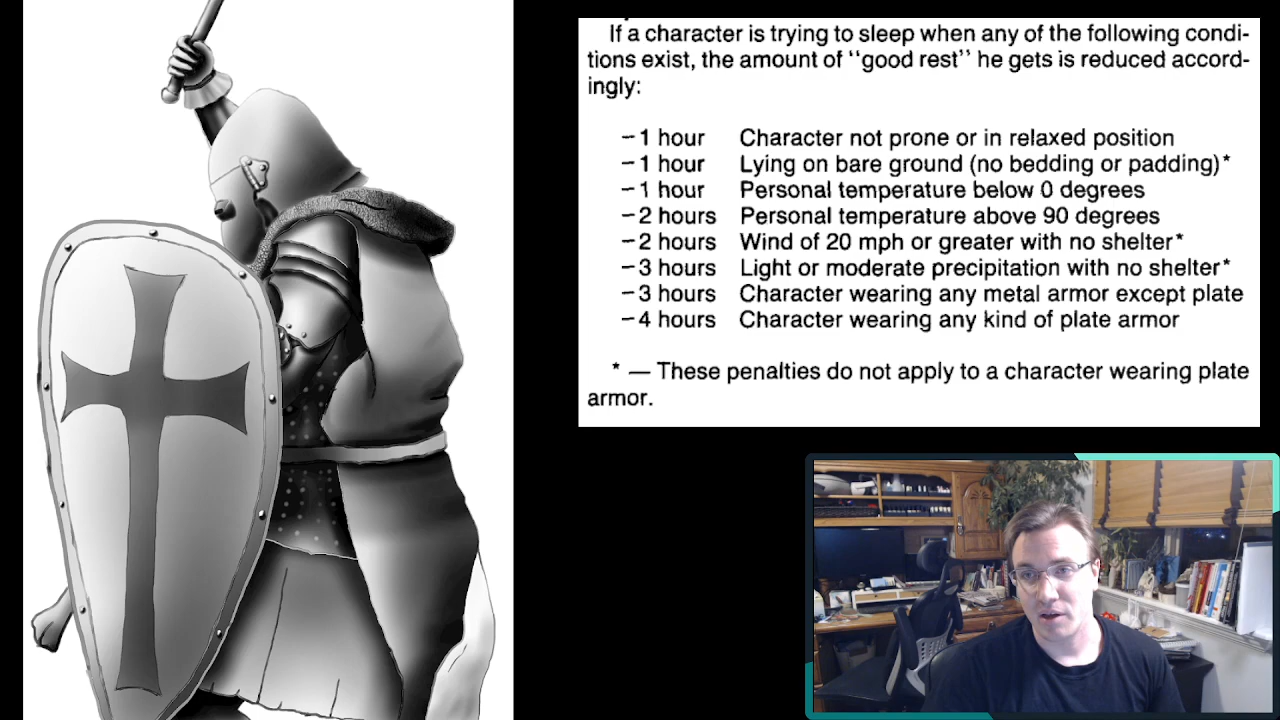 If a character is trying to sleep when any of the following condi-
tions exist, the amount of "good rest" he gets is reduced accord-
ingly:
−1 hour Character not prone or in relaxed position
−1 hour Lying on bare ground (no bedding or padding)*
−1 hour Personal temperature below 0 degrees
−2 hours Personal temperature above 90 degrees
−2 hours Wind of 20 mph or greater with no shelter*
−3 hours Light or moderate precipitation with no shelter*
−3 hours Character wearing any metal armor except plate
−4 hours Character wearing any kind of plate armor
* — These penalties do not apply to a character wearing plate
armor.